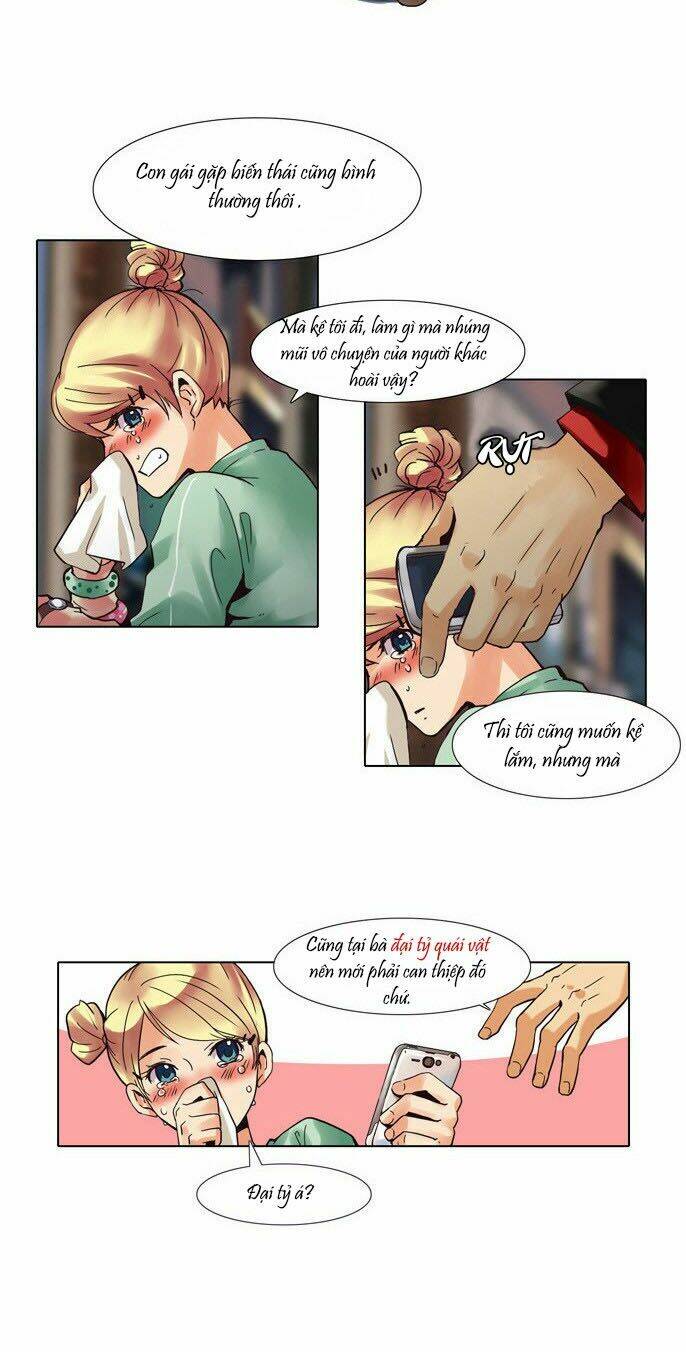 Con gái gặp biến thái cũng bình
thường thôi .
Mà kệ tôi đi, làm gì mà nhúng
mũi vô chuyện của người khác
hoài vậy?
RỤT
Thì tôi cũng muốn kệ
lắm, nhưng mà
Cũng tại bà đại tỷ quái vật
nên mới phải can thiệp đó
chứ.
Đại tỷ á?